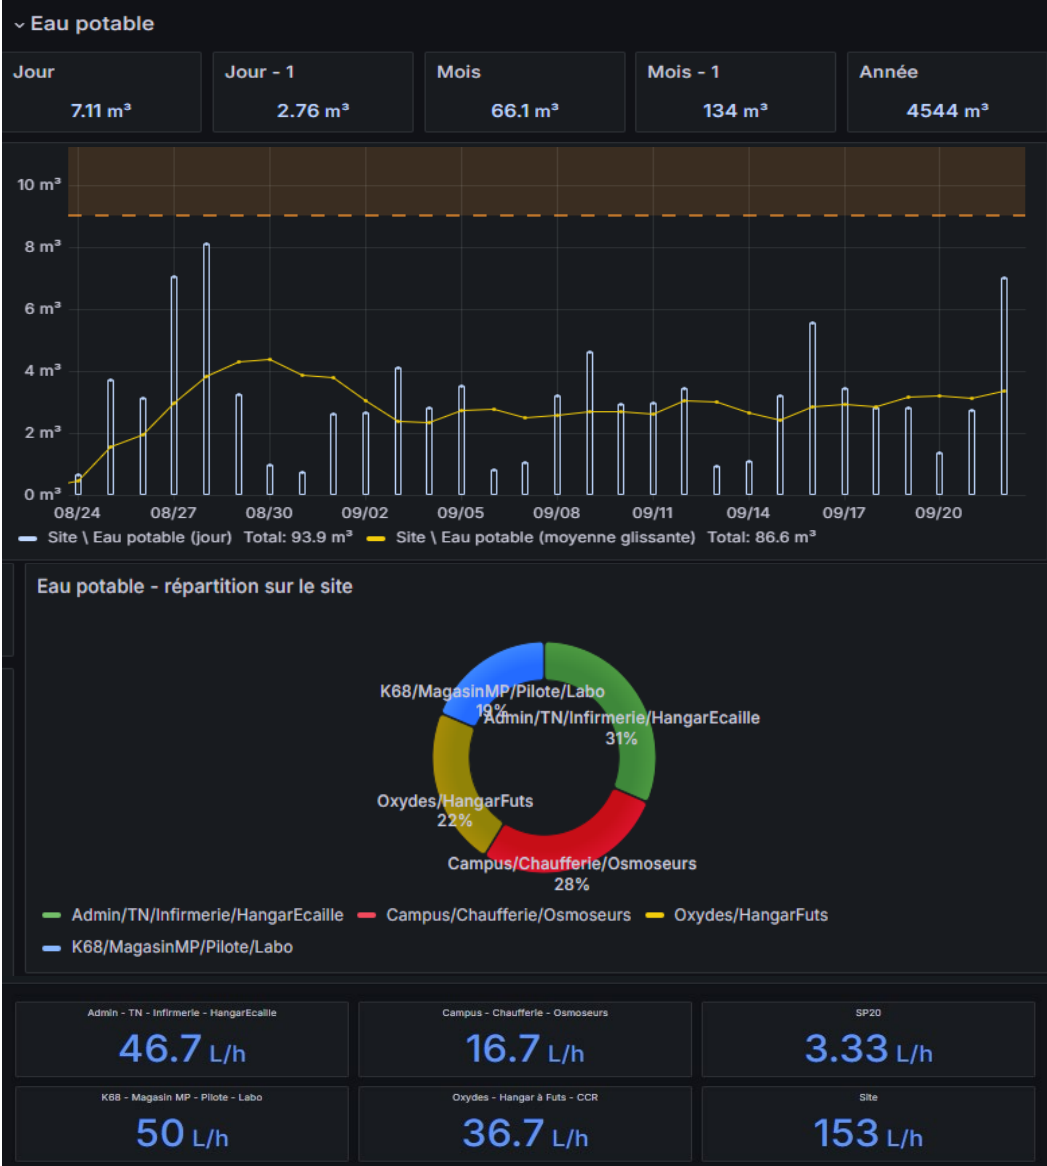 Eau potable
Jour
Jour - 1
Mois
Mois - 1
Année
7.11 m³
2.76 m³
66.1 m³
134 m³
4544 m³
10 m³
8 m³
6 m³
4 m³
2 m³
0 m³
08/24 08/27 08/30 09/02 09/05 09/08 09/11 09/14 09/17 09/20
Site \ Eau potable (jour) Total: 93.9 m³ Site \ Eau potable (moyenne glissante) Total: 86.6 m³
Eau potable - répartition sur le site
K68/MagasinMP/Pilote/Labo
19%
Admin/TN/Infirmerie/HangarEcaille
31%
Oxydes/HangarFuts
22%
Campus/Chaufferie/Osmoseurs
28%
Admin/TN/Infirmerie/HangarEcaille Campus/Chaufferie/Osmoseurs Oxydes/HangarFuts
K68/MagasinMP/Pilote/Labo
Admin - TN - Infirmerie - HangarEcaille
46.7 L/h
Campus - Chaufferie - Osmoseurs
16.7 L/h
SP20
3.33 L/h
K68 - Magasin MP - Pilote - Labo
50 L/h
Oxydes - Hangar à Futs - CCR
36.7 L/h
Site
153 L/h